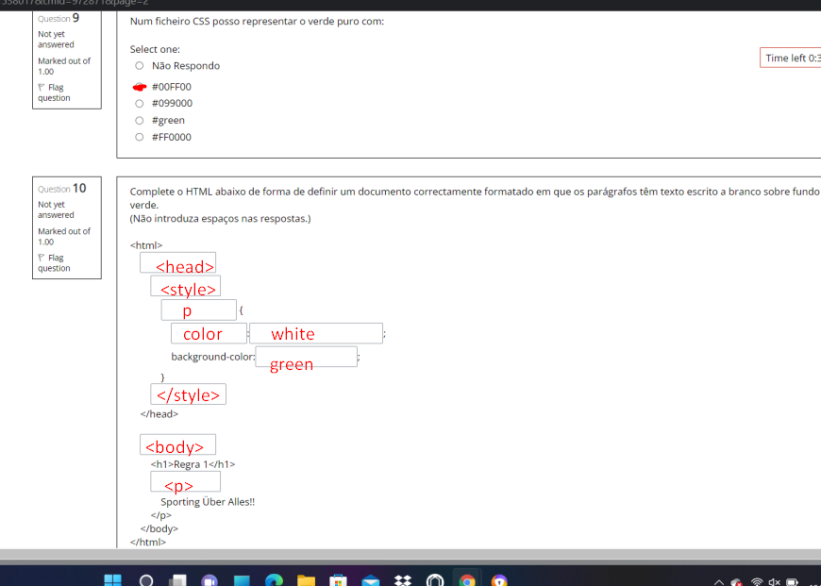 Question 9
Not yet
answered
Marked out of
1.00
Flag
question
Num ficheiro CSS posso representar o verde puro com:
Select one:
Não Respondo
#00FF00
#099000
#green
#FF0000
Time left 0:3
Question 10
Not yet
answered
Marked out of
1.00
Flag
question
Complete o HTML abaixo de forma de definir um documento correctamente formatado em que os parágrafos têm texto escrito a branco sobre fundo
verde.
(Não introduza espaços nas respostas.)
<html>
<head>
<style>
p {
color : white ;
background-color: green ;
}
</style>
</head>
<body>
<h1>Regra 1</h1>
<p>
Sporting Über Alles!!
</p>
</body>
</html>